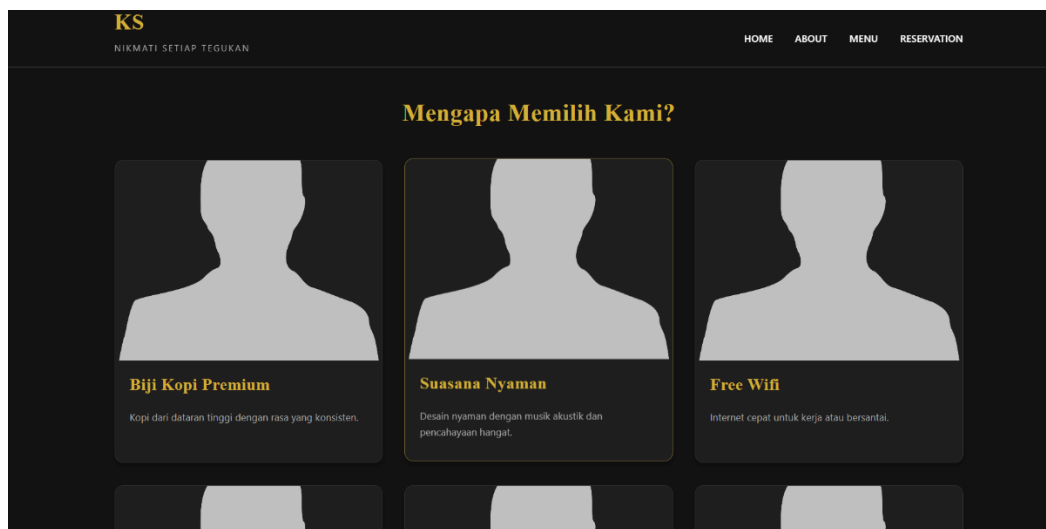 KS
NIKMATI SETIAP TEGUKAN
HOME ABOUT MENU RESERVATION
Mengapa Memilih Kami?
Biji Kopi Premium
Kopi dari dataran tinggi dengan rasa yang konsisten.
Suasana Nyaman
Desain nyaman dengan musik akustik dan
pencahayaan hangat.
Free Wifi
Internet cepat untuk kerja atau bersantai.